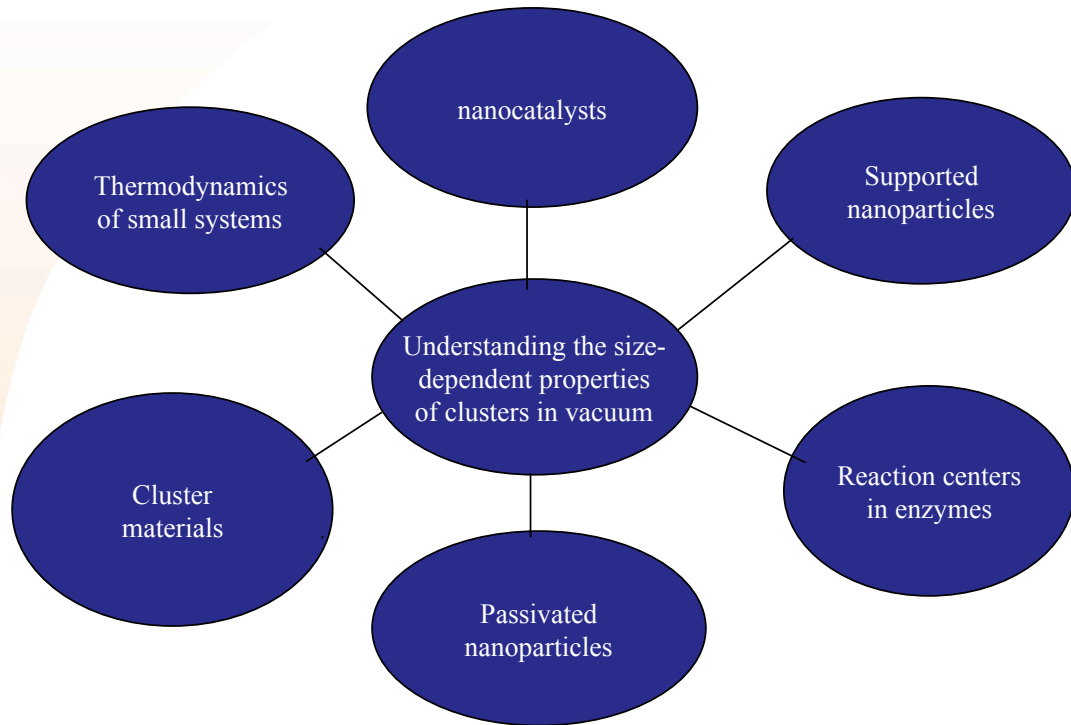 nanocatalysts
Thermodynamics
of small systems
Supported
nanoparticles
Understanding the size-
dependent properties
of clusters in vacuum
Cluster
materials
Reaction centers
in enzymes
Passivated
nanoparticles